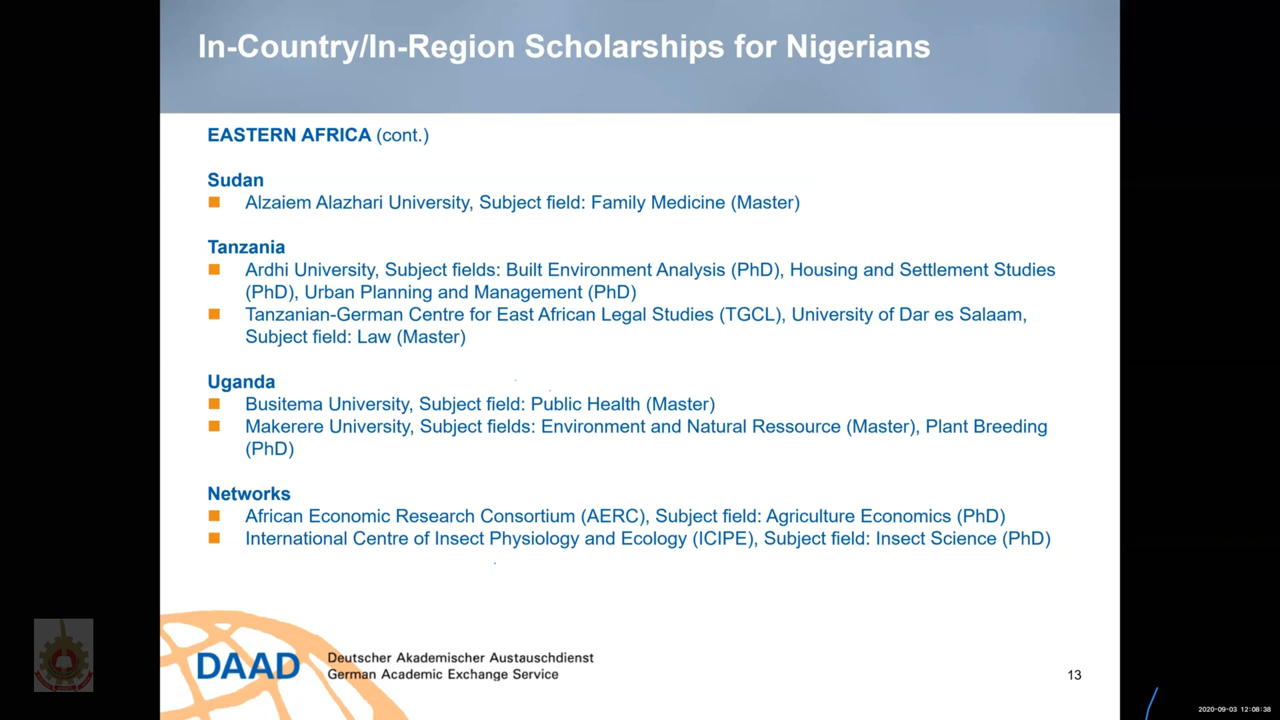 In-Country/In-Region Scholarships for Nigerians
EASTERN AFRICA (cont.)
Sudan
Alzaiem Alazhari University, Subject field: Family Medicine (Master)
Tanzania
Ardhi University, Subject fields: Built Environment Analysis (PhD), Housing and Settlement Studies
(PhD), Urban Planning and Management (PhD)
Tanzanian-German Centre for East African Legal Studies (TGCL), University of Dar es Salaam,
Subject field: Law (Master)
Uganda
Busitema University, Subject field: Public Health (Master)
Makerere University, Subject fields: Environment and Natural Ressource (Master), Plant Breeding
(PhD)
Networks
African Economic Research Consortium (AERC), Subject field: Agriculture Economics (PhD)
International Centre of Insect Physiology and Ecology (ICIPE), Subject field: Insect Science (PhD)
DAAD
Deutscher Akademischer Austauschdienst
German Academic Exchange Service
13
2020-09-03 12:08:38